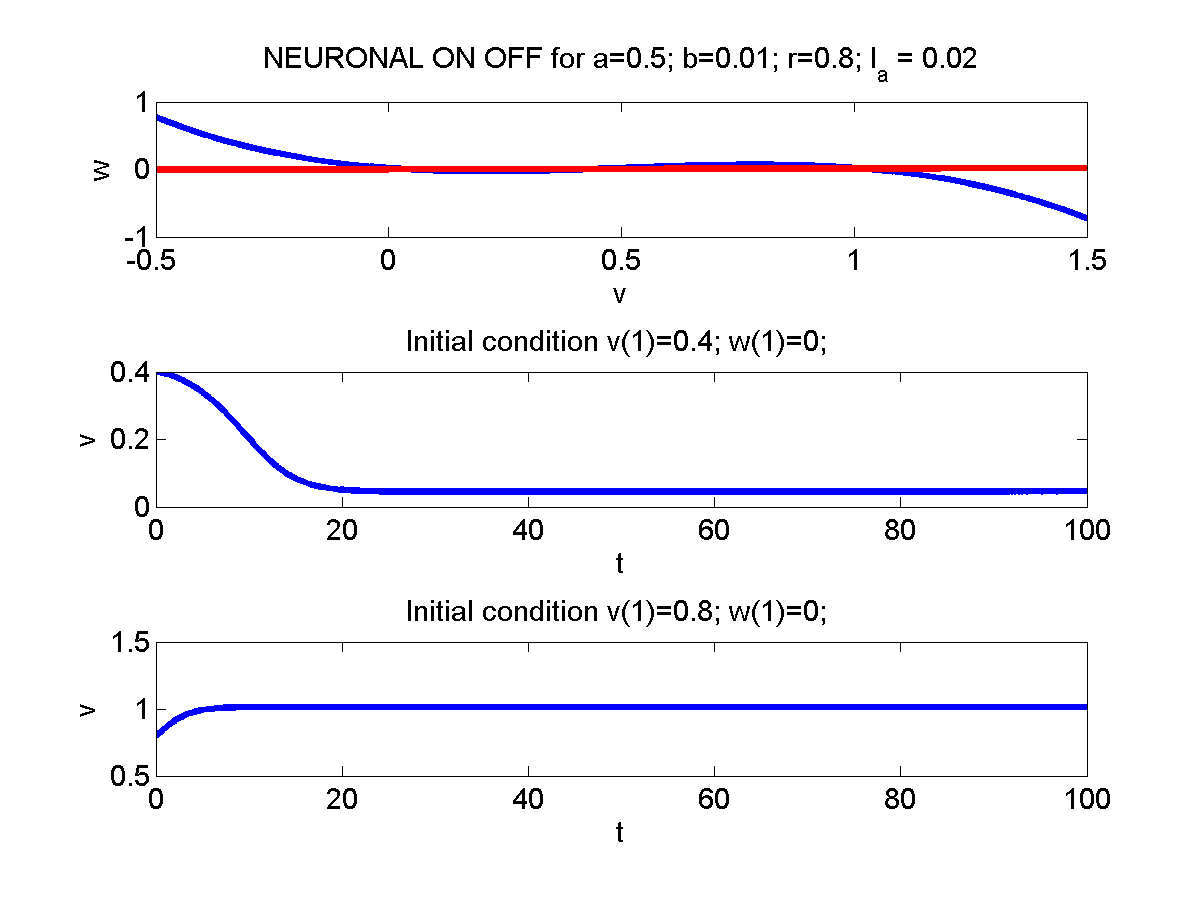 NEURONAL ON OFF for a=0.5; b=0.01; r=0.8; Iₐ = 0.02
1
0
-1
w
-0.5 0 0.5 1 1.5
v
Initial condition v(1)=0.4; w(1)=0;
0.4
0.2
0
v
0 20 40 60 80 100
t
Initial condition v(1)=0.8; w(1)=0;
1.5
1
0.5
v
0 20 40 60 80 100
t